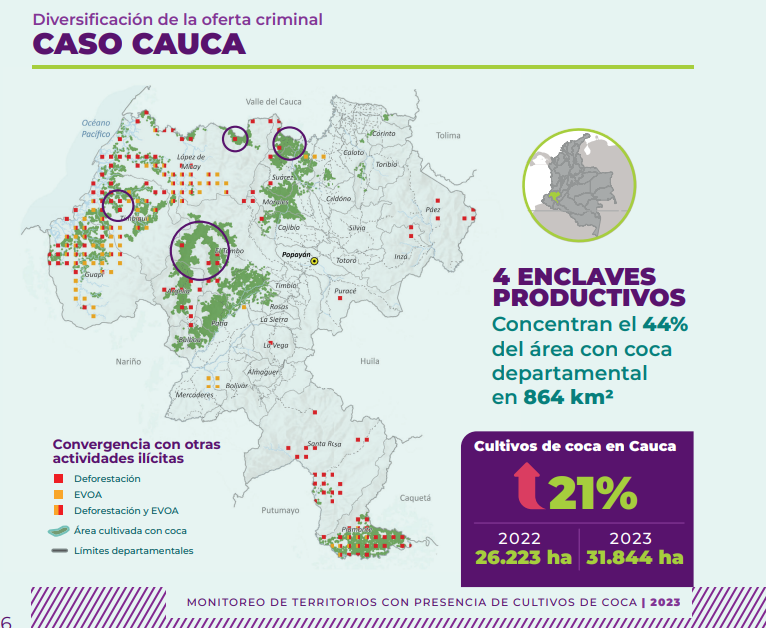 Diversificación de la oferta criminal
CASO CAUCA
Valle del Cauca
Océano
Pacífico
Corinto
Tolima
López de
Micay
Caloto
Toribío
Suárez
Morales
Caldono
Páez
Timbiquí
Cajibío
Silvia
Inzá
El Tambo
Popayán
Totoró
Guapi
Timbío
Puracé
Argelia
Rosas
La Sierra
Patía
Balboa
La Vega
Nariño
Huila
Almaguer
Bolívar
Mercaderes
Santa Rosa
Putumayo
Caquetá
Piamonte
4 ENCLAVES
PRODUCTIVOS
Concentran el 44%
del área con coca
departamental
en 864 km²
Convergencia con otras
actividades ilícitas
Deforestación
EVOA
Deforestación y EVOA
Área cultivada con coca
Límites departamentales
Cultivos de coca en Cauca
21%
2022
26.223 ha
2023
31.844 ha
6
MONITOREO DE TERRITORIOS CON PRESENCIA DE CULTIVOS DE COCA | 2023